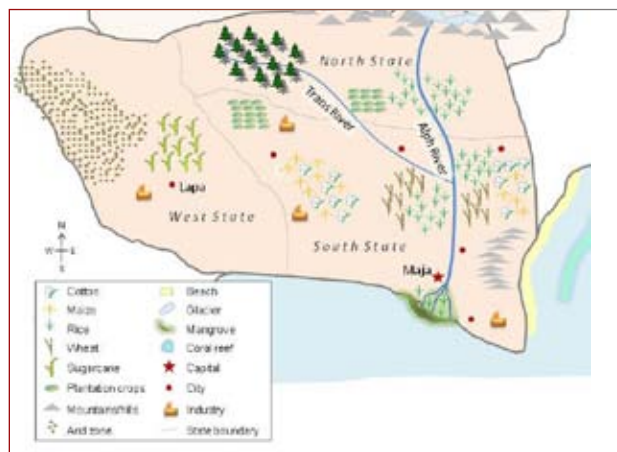 North State
Trans River
Alph River
Lapa
West State
South State
Maja
N
W
E
S
Cotton
Maize
Rice
Wheat
Sugarcane
Plantation crops
Mountains/hills
Arid zone
Beach
Glacier
Mangrove
Coral reef
Capital
City
Industry
State boundary